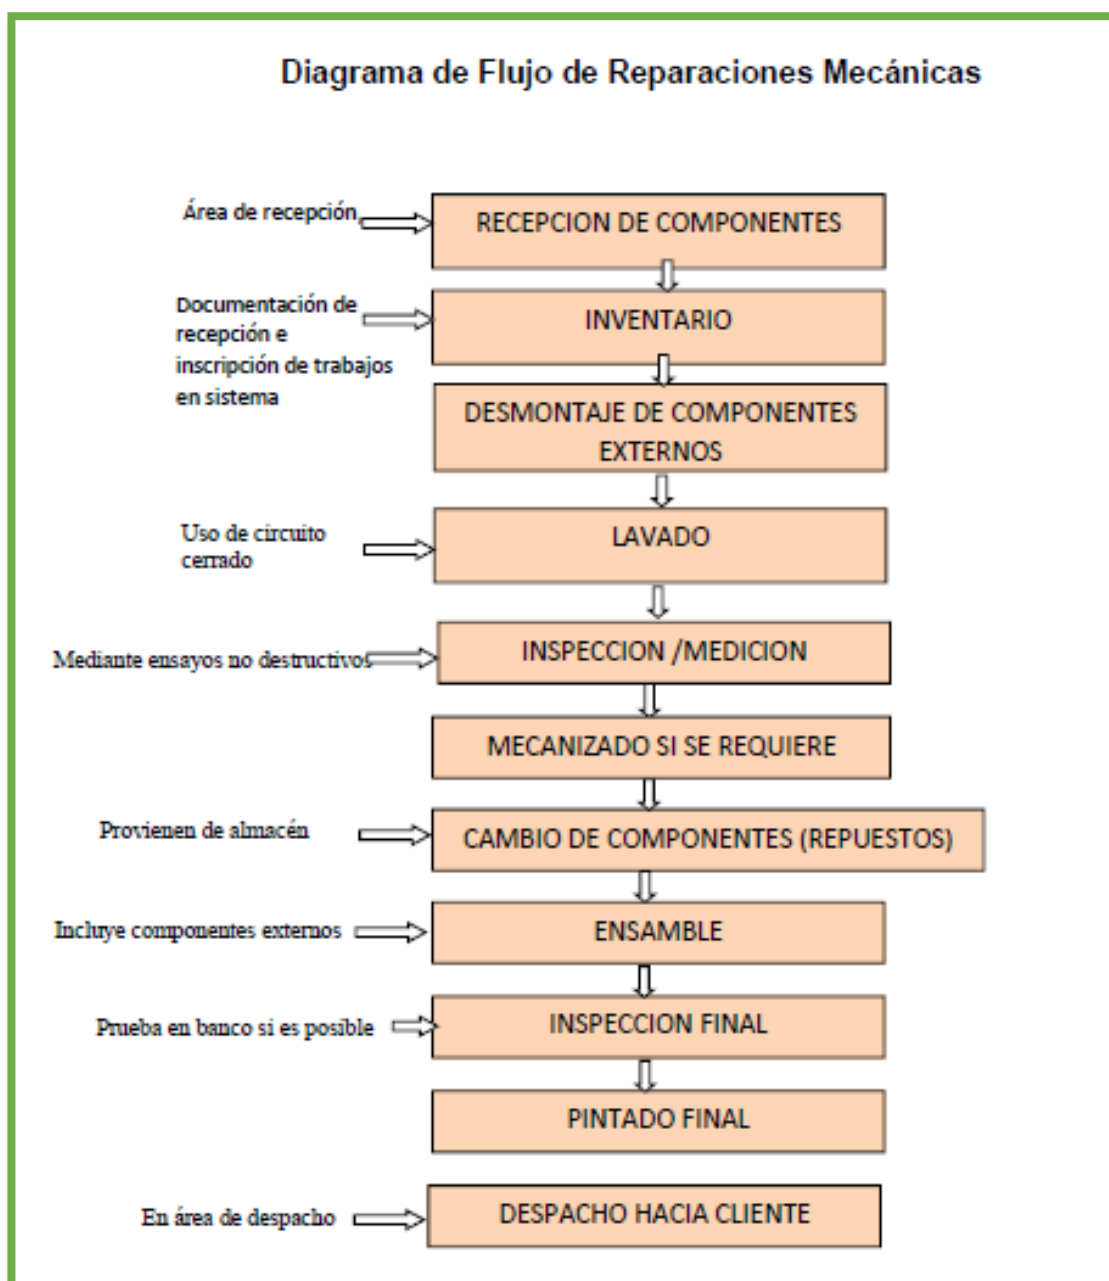 Diagrama de Flujo de Reparaciones Mecánicas
Área de recepción
RECEPCION DE COMPONENTES
Documentación de
recepción e
inscripción de trabajos
en sistema
INVENTARIO
DESMONTAJE DE COMPONENTES
EXTERNOS
Uso de circuito
cerrado
LAVADO
Mediante ensayos no destructivos
INSPECCION /MEDICION
MECANIZADO SI SE REQUIERE
Provienen de almacén
CAMBIO DE COMPONENTES (REPUESTOS)
Incluye componentes externos
ENSAMBLE
Prueba en banco si es posible
INSPECCION FINAL
PINTADO FINAL
En área de despacho
DESPACHO HACIA CLIENTE